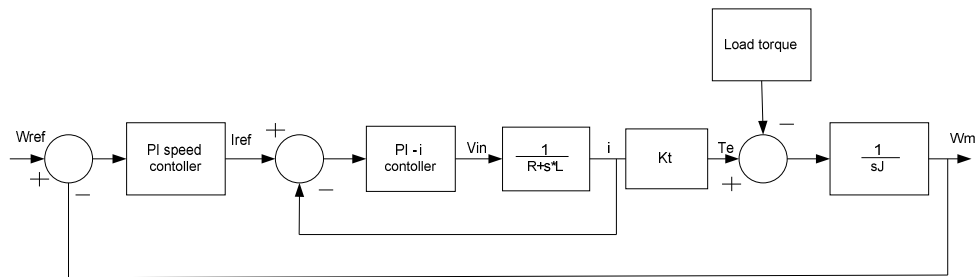 Load torque
Wref
+
−
PI speed
contoller
Iref
+
−
PI - i
contoller
Vin
1
R+s*L
i
Kt
Te
+
−
1
sJ
Wm